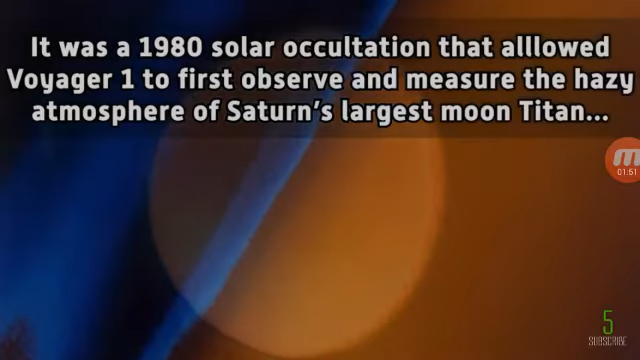 It was a 1980 solar occultation that alllowed
Voyager 1 to first observe and measure the hazy
atmosphere of Saturn's largest moon Titan...
01:51
5
SUBSCRIBE